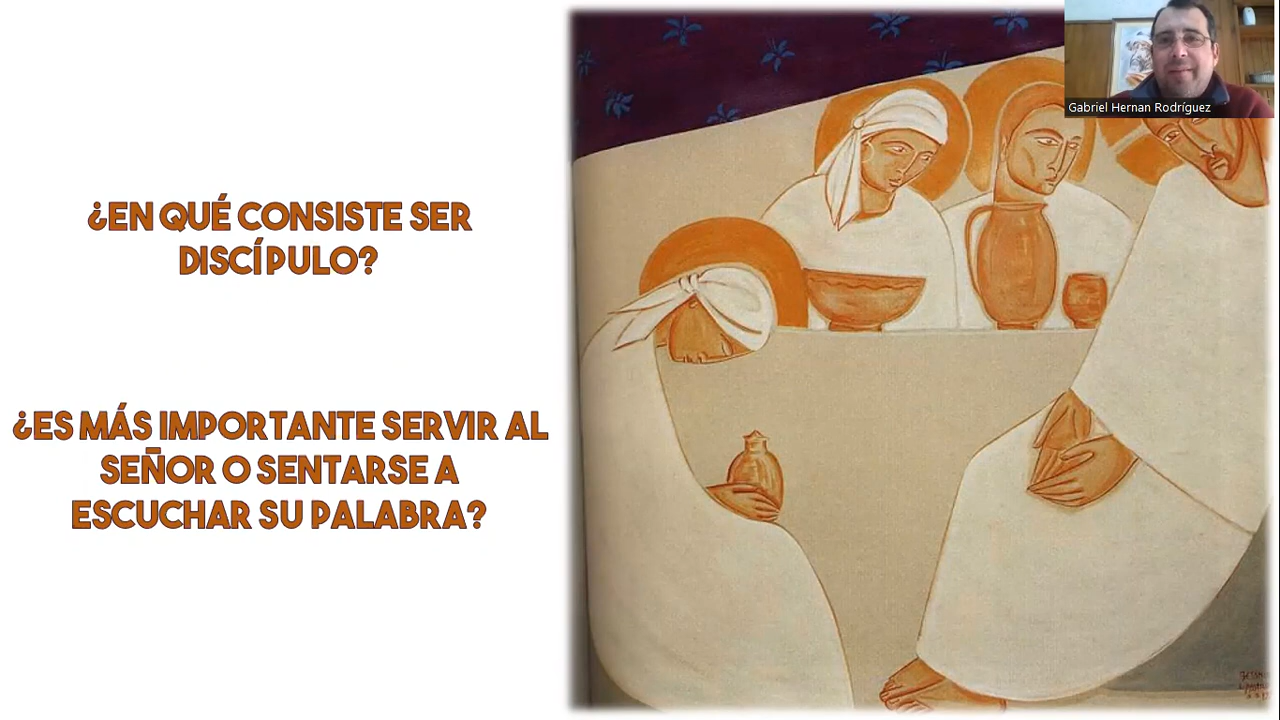 ¿EN QUÉ CONSISTE SER
DISCÍPULO?
¿ES MÁS IMPORTANTE SERVIR AL
SEÑOR O SENTARSE A
ESCUCHAR SU PALABRA?
Gabriel Hernan Rodríguez